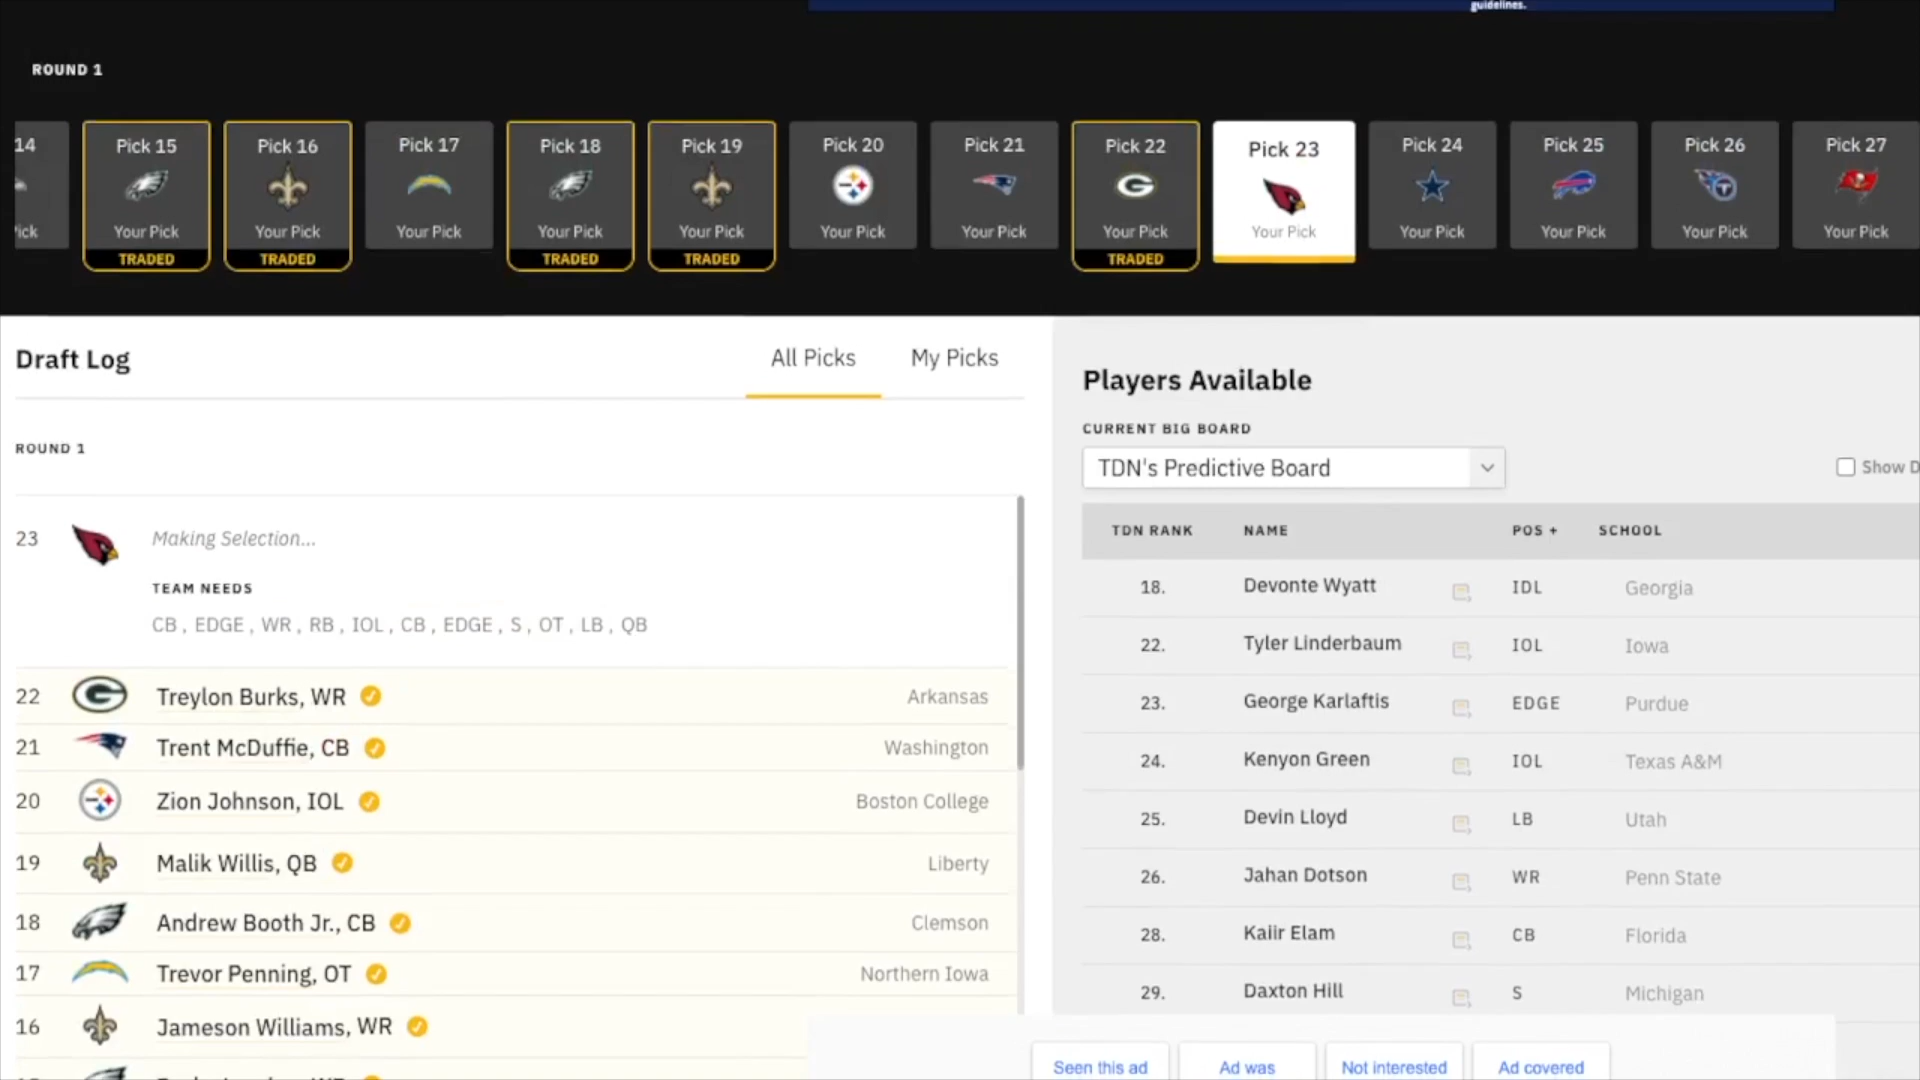 guidelines.
ROUND 1
14 Pick 15 Pick 16 Pick 17 Pick 18 Pick 19 Pick 20 Pick 21 Pick 22 Pick 23 Pick 24 Pick 25 Pick 26 Pick 27
ick Your Pick Your Pick Your Pick Your Pick Your Pick Your Pick Your Pick Your Pick Your Pick Your Pick Your Pick Your Pick Your Pick
TRADED TRADED TRADED TRADED TRADED
Draft Log All Picks My Picks
ROUND 1
23 Making Selection...
TEAM NEEDS
CB , EDGE , WR , RB , IOL , CB , EDGE , S , OT , LB , QB
22 Treylon Burks, WR Arkansas
21 Trent McDuffie, CB Washington
20 Zion Johnson, IOL Boston College
19 Malik Willis, QB Liberty
18 Andrew Booth Jr., CB Clemson
17 Trevor Penning, OT Northern Iowa
16 Jameson Williams, WR
Players Available
CURRENT BIG BOARD
TDN's Predictive Board Show D
TDN RANK NAME POS + SCHOOL
18. Devonte Wyatt IDL Georgia
22. Tyler Linderbaum IOL Iowa
23. George Karlaftis EDGE Purdue
24. Kenyon Green IOL Texas A&M
25. Devin Lloyd LB Utah
26. Jahan Dotson WR Penn State
28. Kaiir Elam CB Florida
29. Daxton Hill S Michigan
Seen this ad Ad was Not interested Ad covered